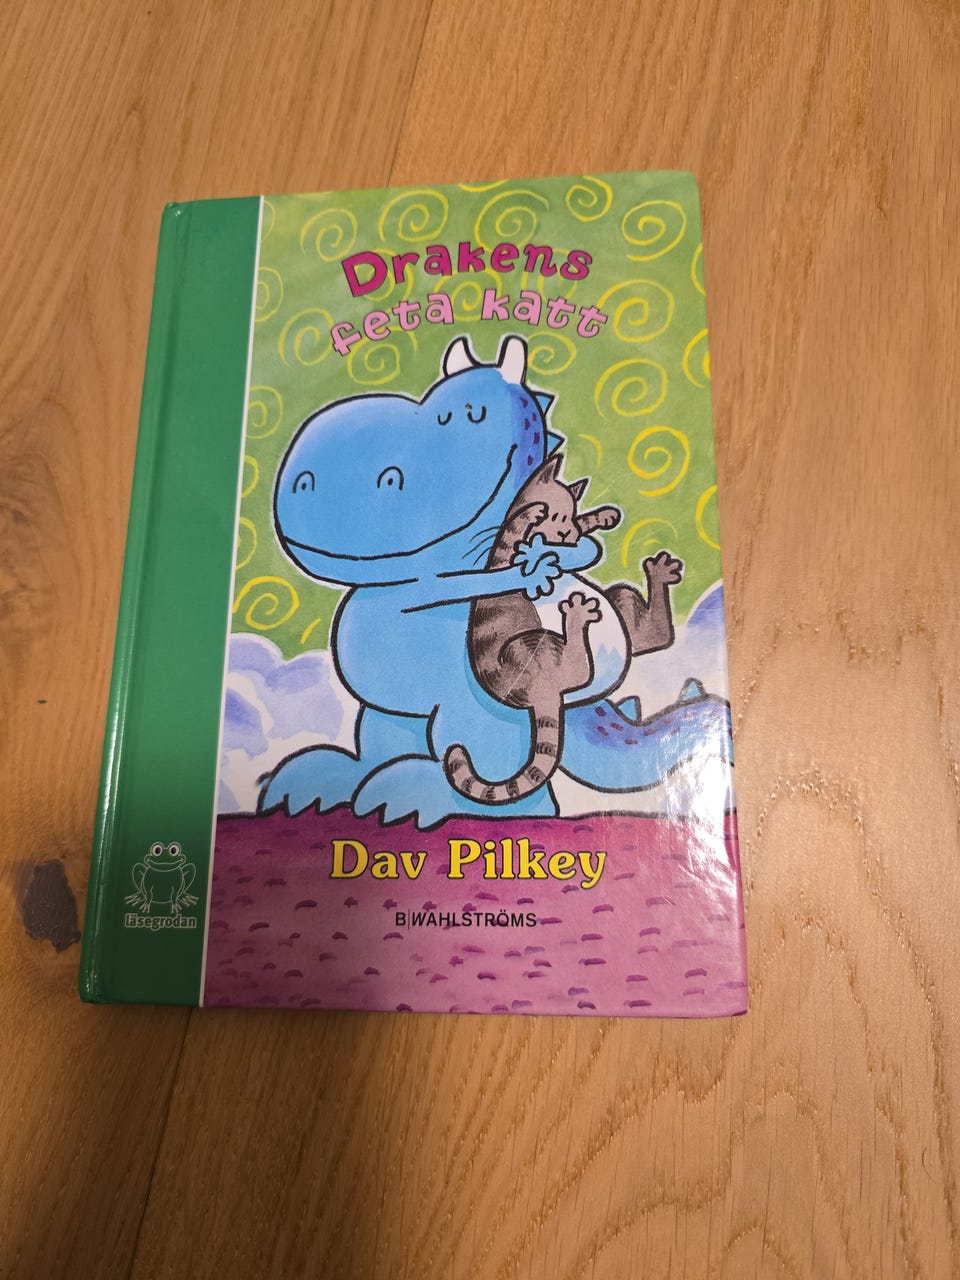 Drakens
feta katt
Dav Pilkey
B WAHLSTRÖMS
läsegrodan